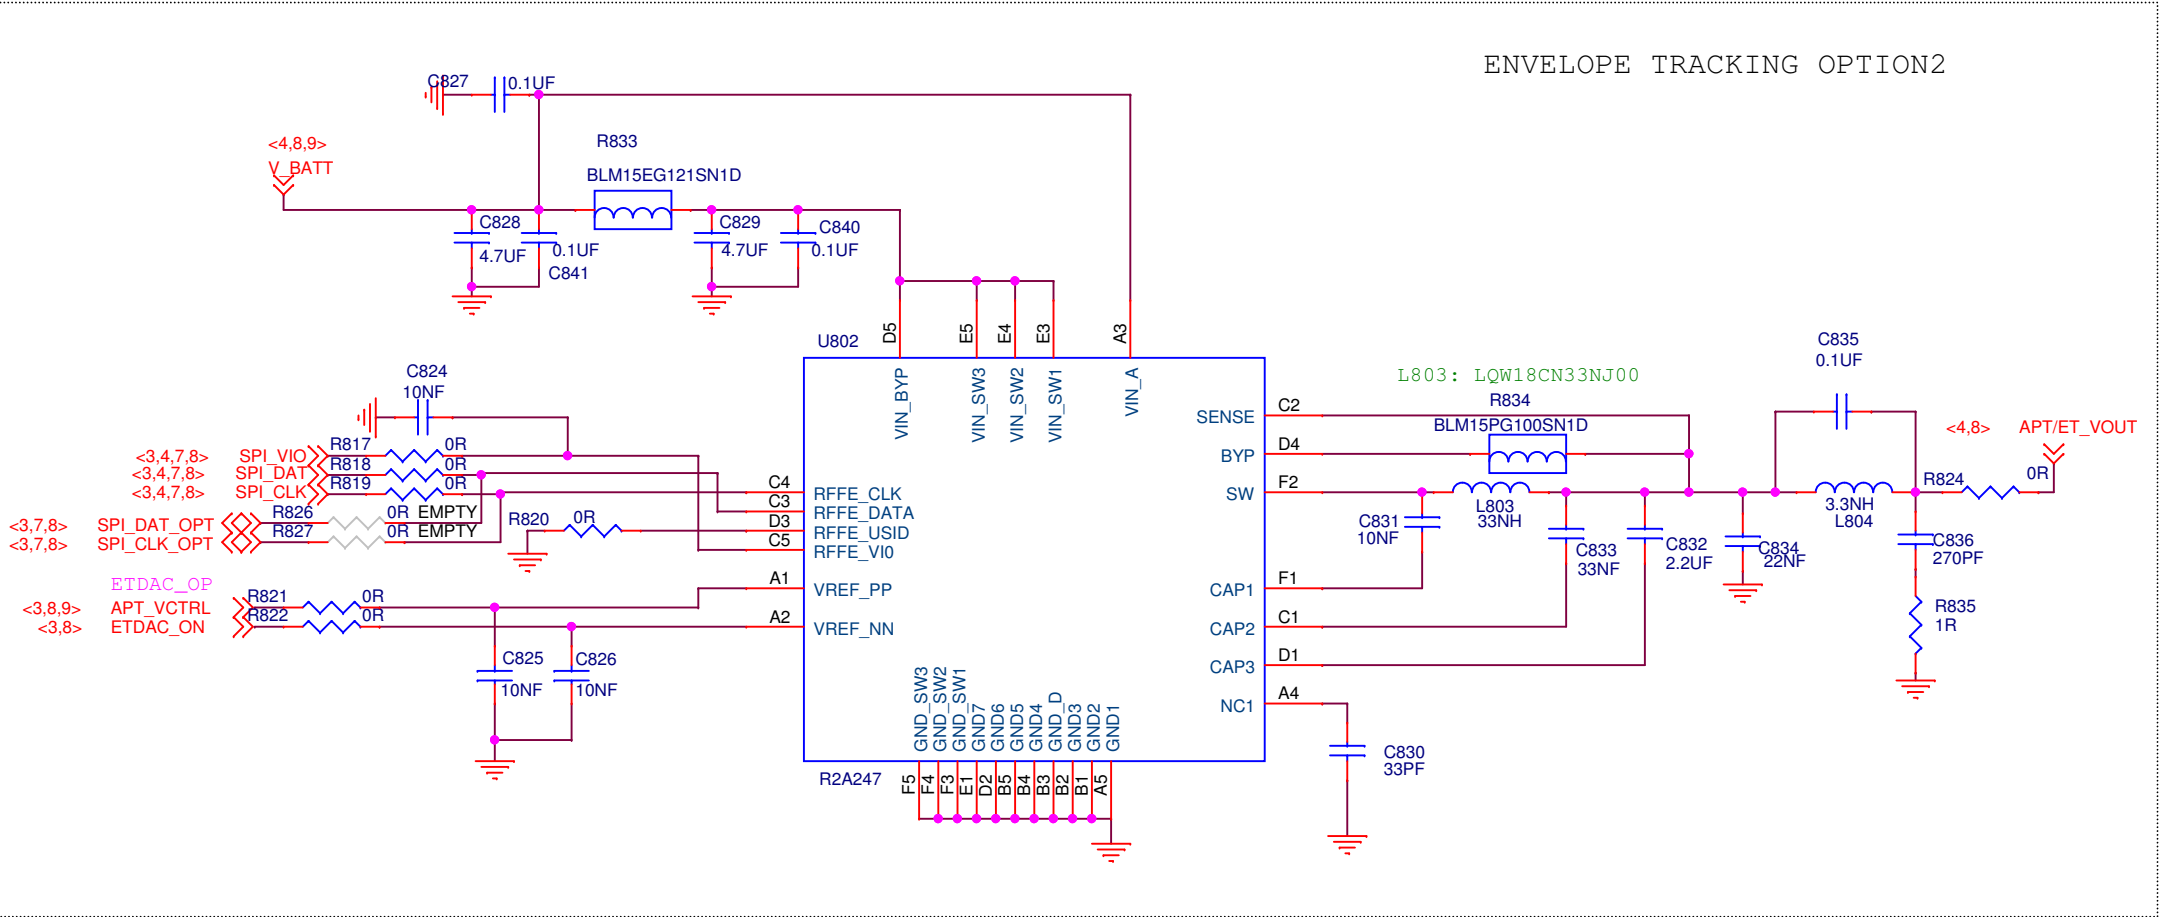 ENVELOPE TRACKING OPTION2
C827
0.1UF
<4,8,9>
V_BATT
R833
BLM15EG121SN1D
C828
4.7UF
0.1UF
C841
C829
4.7UF
C840
0.1UF
U802
D5
E5
E4
E3
A3
VIN_BYP
VIN_SW3
VIN_SW2
VIN_SW1
VIN_A
C824
10NF
<3,4,7,8> SPI_VIO R817 0R
<3,4,7,8> SPI_DAT R818 0R
<3,4,7,8> SPI_CLK R819 0R
<3,7,8> SPI_DAT_OPT R826 0R EMPTY
<3,7,8> SPI_CLK_OPT R827 0R EMPTY
R820 0R
C4 RFFE_CLK
C3 RFFE_DATA
D3 RFFE_USID
C5 RFFE_VI0
ETDAC_OP
<3,8,9> APT_VCTRL R821 0R
<3,8> ETDAC_ON R822 0R
A1 VREF_PP
A2 VREF_NN
C825
10NF
C826
10NF
SENSE C2
BYP D4
SW F2
CAP1 F1
CAP2 C1
CAP3 D1
NC1 A4
GND_SW3
GND_SW2
GND_SW1
GND7
GND6
GND5
GND4
GND_D
GND3
GND2
GND1
F5
F4
F3
E1
D2
B5
B4
B3
B2
B1
A5
R2A247
L803: LQW18CN33NJ00
R834
BLM15PG100SN1D
C831
10NF
L803
33NH
C833
33NF
C832
2.2UF
C834
22NF
C835
0.1UF
3.3NH
L804
<4,8> APT/ET_VOUT
R824 0R
C836
270PF
R835
1R
C830
33PF